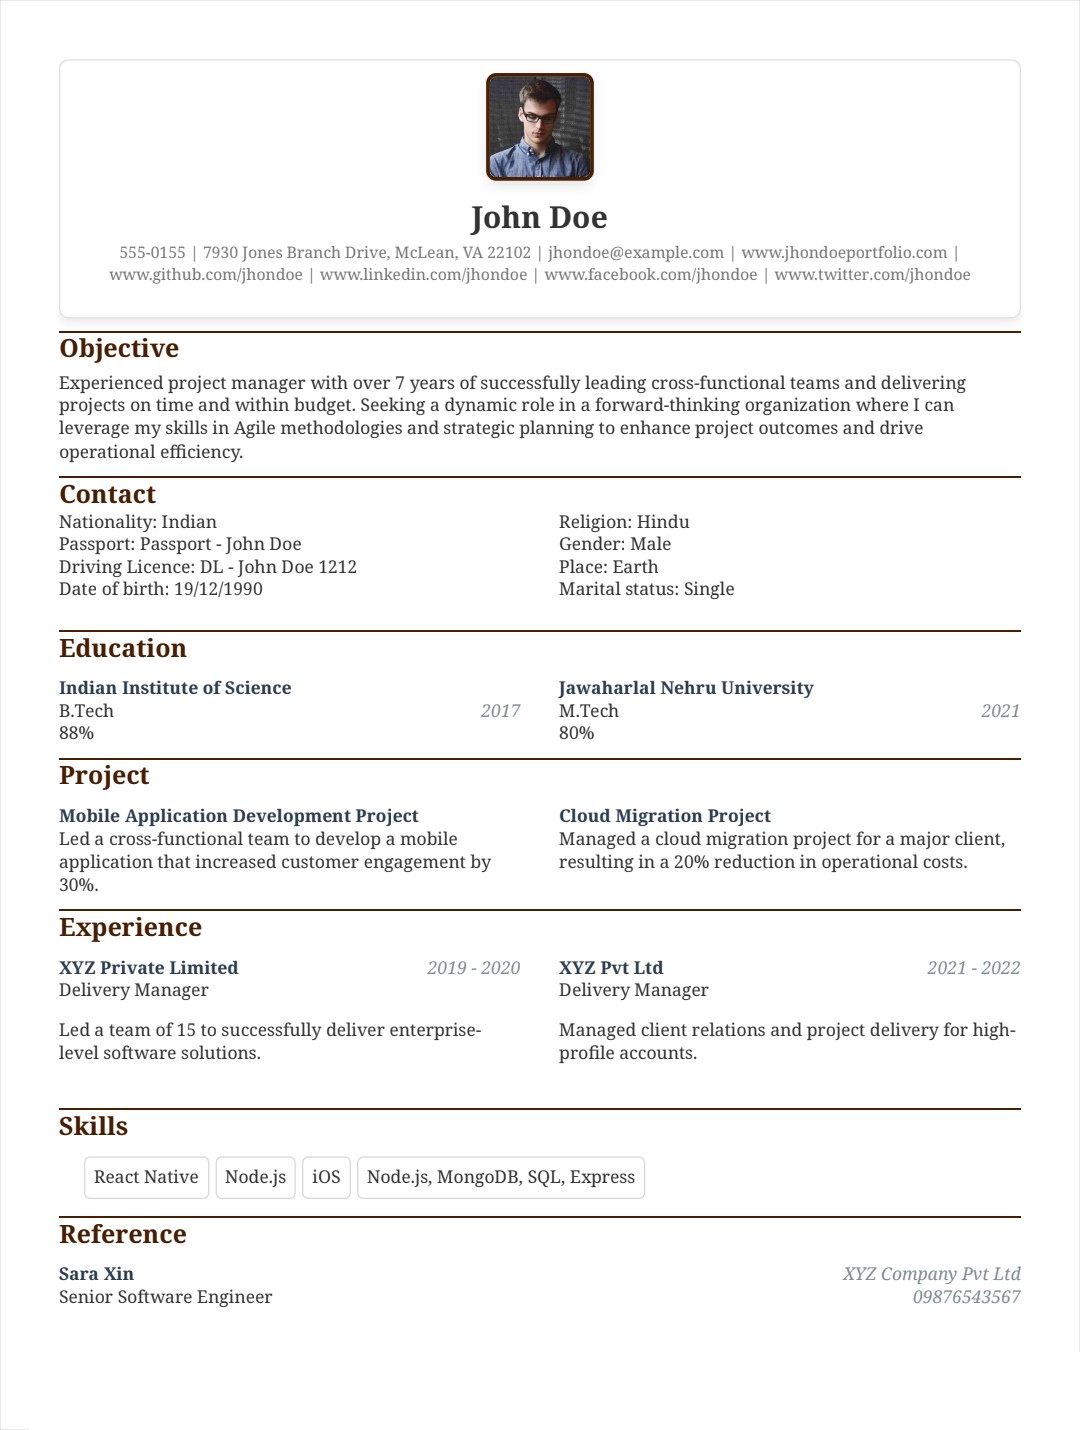 John Doe
555-0155 | 7930 Jones Branch Drive, McLean, VA 22102 | jhondoe@example.com | www.jhondoeportfolio.com |
www.github.com/jhondoe | www.linkedin.com/jhondoe | www.facebook.com/jhondoe | www.twitter.com/jhondoe
Objective
Experienced project manager with over 7 years of successfully leading cross-functional teams and delivering
projects on time and within budget. Seeking a dynamic role in a forward-thinking organization where I can
leverage my skills in Agile methodologies and strategic planning to enhance project outcomes and drive
operational efficiency.
Contact
Nationality: Indian
Passport: Passport - John Doe
Driving Licence: DL - John Doe 1212
Date of birth: 19/12/1990
Religion: Hindu
Gender: Male
Place: Earth
Marital status: Single
Education
Indian Institute of Science
B.Tech 2017
88%
Jawaharlal Nehru University
M.Tech 2021
80%
Project
Mobile Application Development Project
Led a cross-functional team to develop a mobile
application that increased customer engagement by
30%.
Cloud Migration Project
Managed a cloud migration project for a major client,
resulting in a 20% reduction in operational costs.
Experience
XYZ Private Limited 2019 - 2020
Delivery Manager
Led a team of 15 to successfully deliver enterprise-
level software solutions.
XYZ Pvt Ltd 2021 - 2022
Delivery Manager
Managed client relations and project delivery for high-
profile accounts.
Skills
React Native Node.js iOS Node.js, MongoDB, SQL, Express
Reference
Sara Xin XYZ Company Pvt Ltd
Senior Software Engineer 09876543567